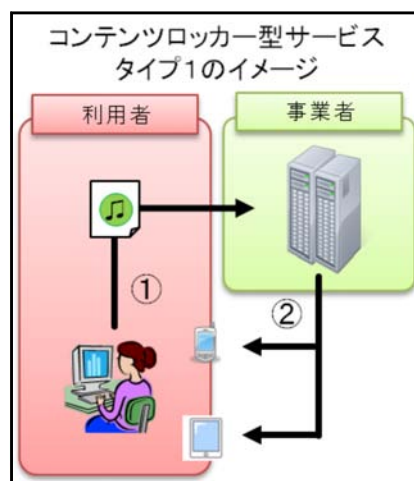 コンテンツロッカー型サービス
タイプ1のイメージ
利用者
事業者
①
②